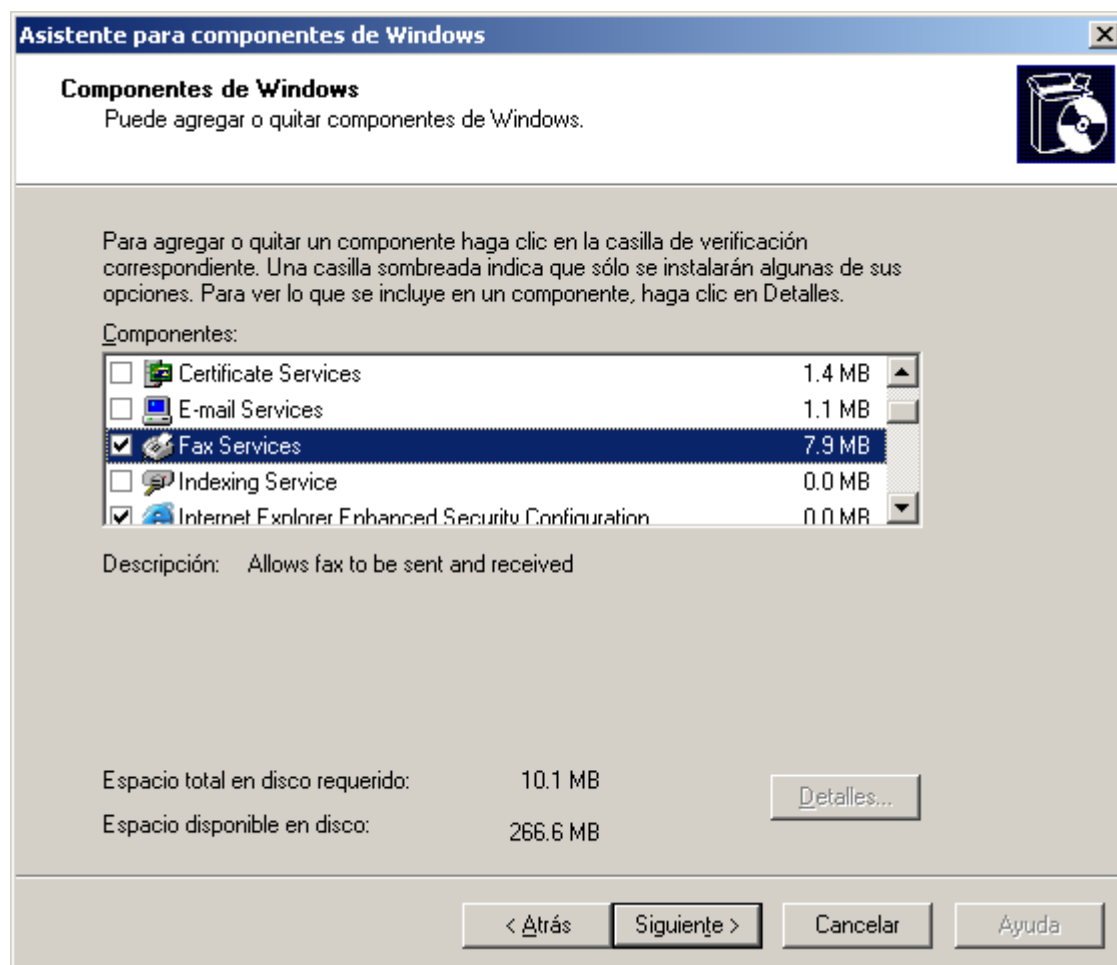 Asistente para componentes de Windows
Componentes de Windows
Puede agregar o quitar componentes de Windows.
Para agregar o quitar un componente haga clic en la casilla de verificación
correspondiente. Una casilla sombreada indica que sólo se instalarán algunas de sus
opciones. Para ver lo que se incluye en un componente, haga clic en Detalles.
Componentes:
Certificate Services 1.4 MB
E-mail Services 1.1 MB
Fax Services 7.9 MB
Indexing Service 0.0 MB
Internet Explorer Enhanced Security Configuration 0.0 MB
Descripción: Allows fax to be sent and received
Espacio total en disco requerido: 10.1 MB
Detalles...
Espacio disponible en disco: 266.6 MB
< Atrás Siguiente > Cancelar Ayuda